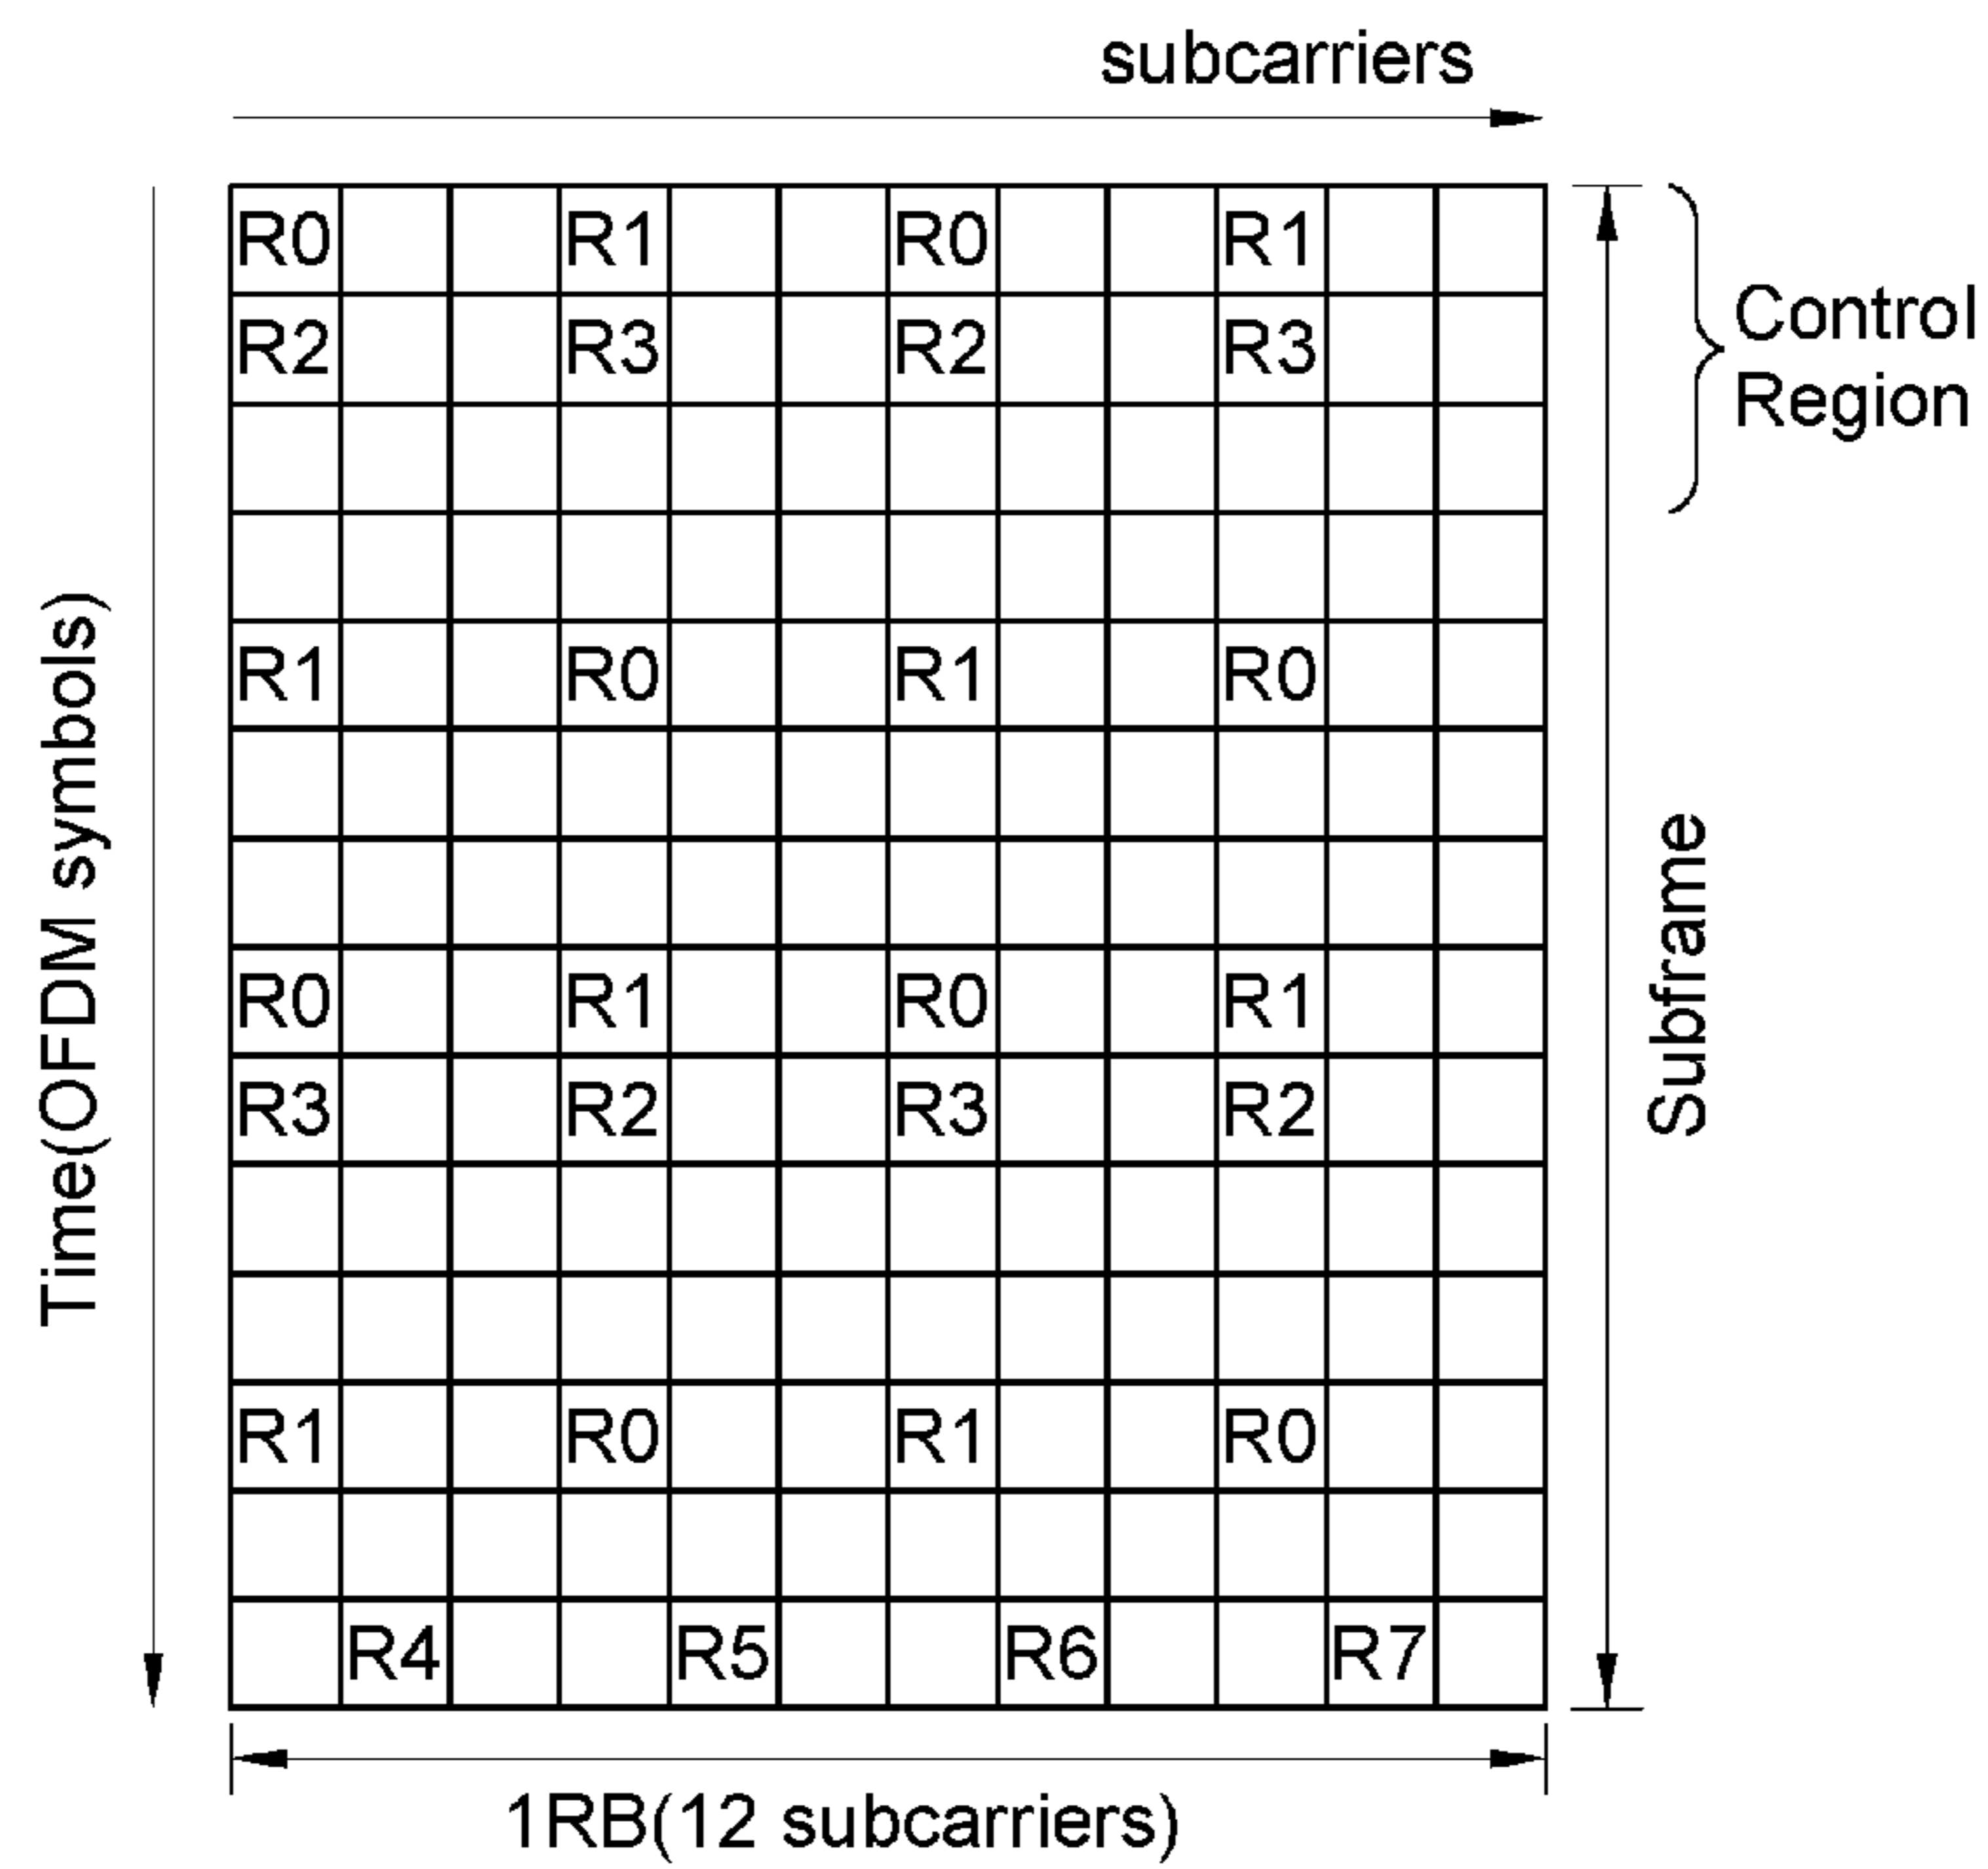 subcarriers
R0 R1 R0 R1
R2 R3 R2 R3
Control
Region
R1 R0 R1 R0
Time(OFDM symbols)
Subframe
R0 R1 R0 R1
R3 R2 R3 R2
R1 R0 R1 R0
R4 R5 R6 R7
1RB(12 subcarriers)